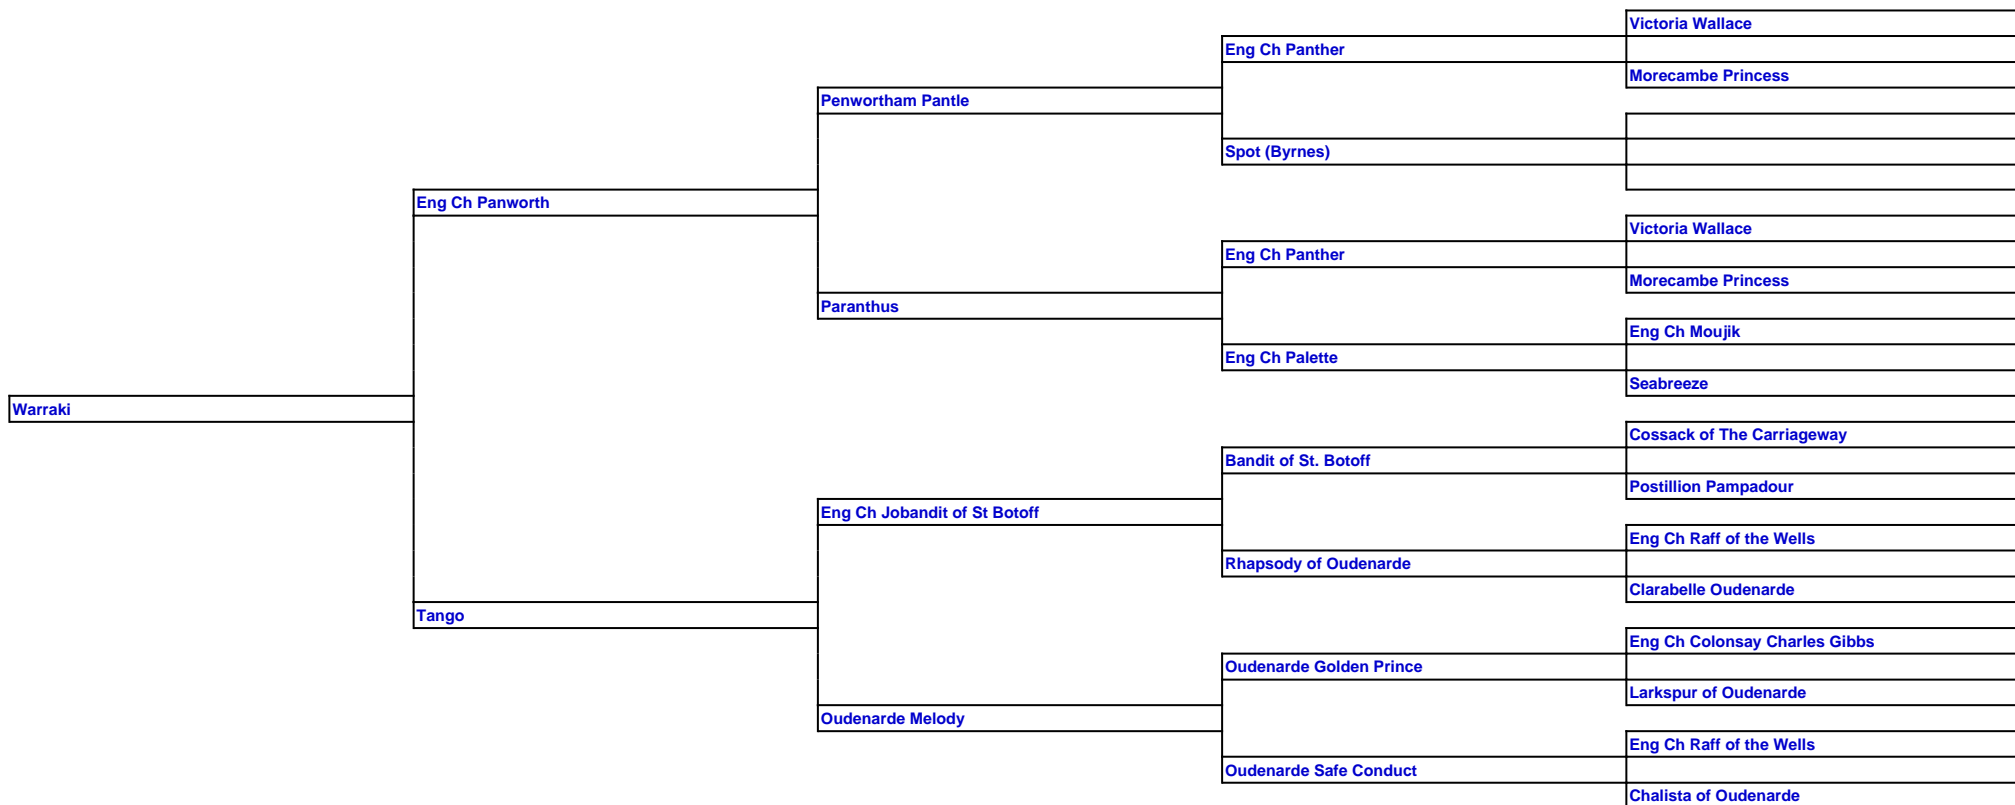 Victoria Wallace
Eng Ch Panther
Morecambe Princess
Penwortham Pantle
Spot (Byrnes)
Eng Ch Panworth
Victoria Wallace
Eng Ch Panther
Morecambe Princess
Paranthus
Eng Ch Moujik
Eng Ch Palette
Seabreeze
Warraki
Cossack of The Carriageway
Bandit of St. Botoff
Postillion Pampadour
Eng Ch Jobandit of St Botoff
Eng Ch Raff of the Wells
Rhapsody of Oudenarde
Clarabelle Oudenarde
Tango
Eng Ch Colonsay Charles Gibbs
Oudenarde Golden Prince
Larkspur of Oudenarde
Oudenarde Melody
Eng Ch Raff of the Wells
Oudenarde Safe Conduct
Chalista of Oudenarde